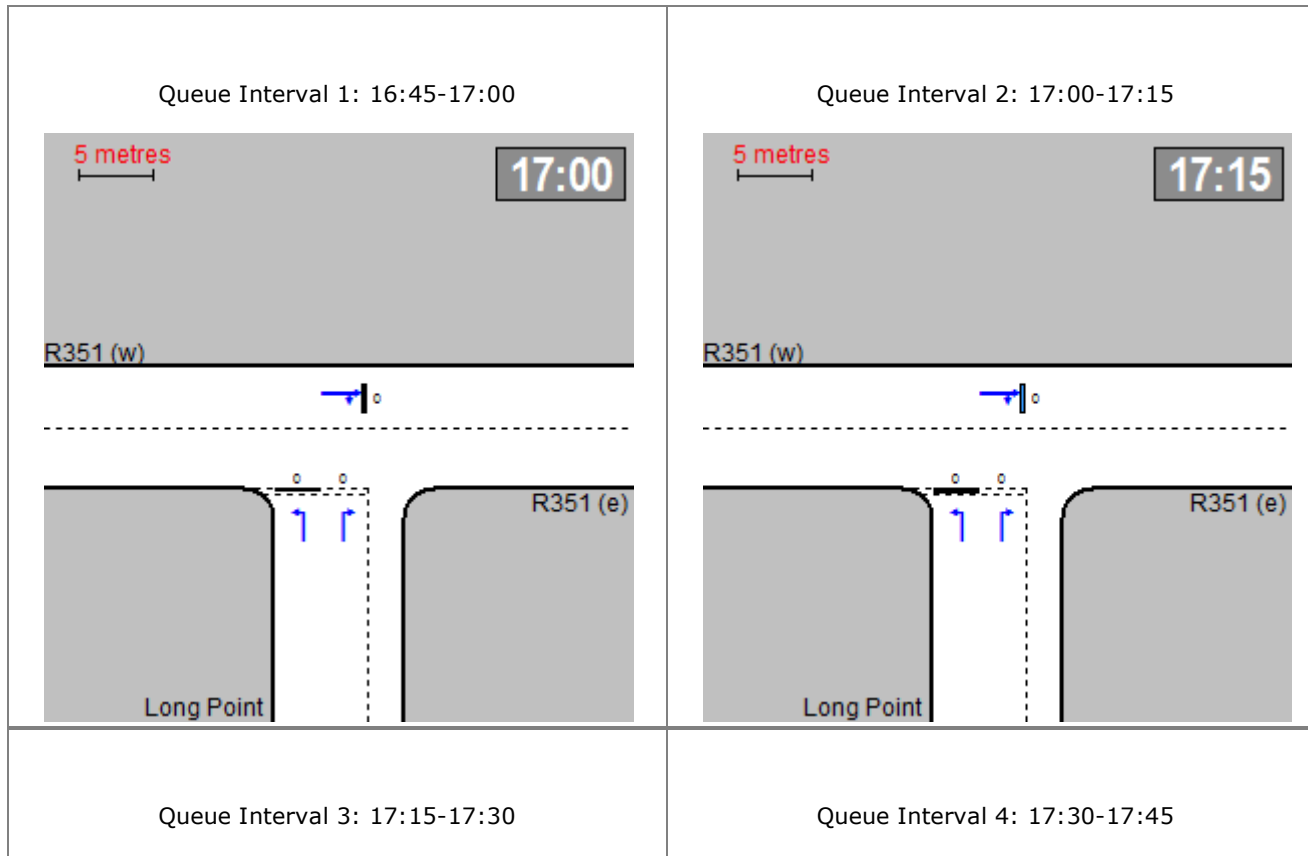 Queue Interval 1: 16:45-17:00
5 metres
17:00
R351 (w)
0
0 0
R351 (e)
Long Point
Queue Interval 2: 17:00-17:15
5 metres
17:15
R351 (w)
0
0 0
R351 (e)
Long Point
Queue Interval 3: 17:15-17:30
Queue Interval 4: 17:30-17:45